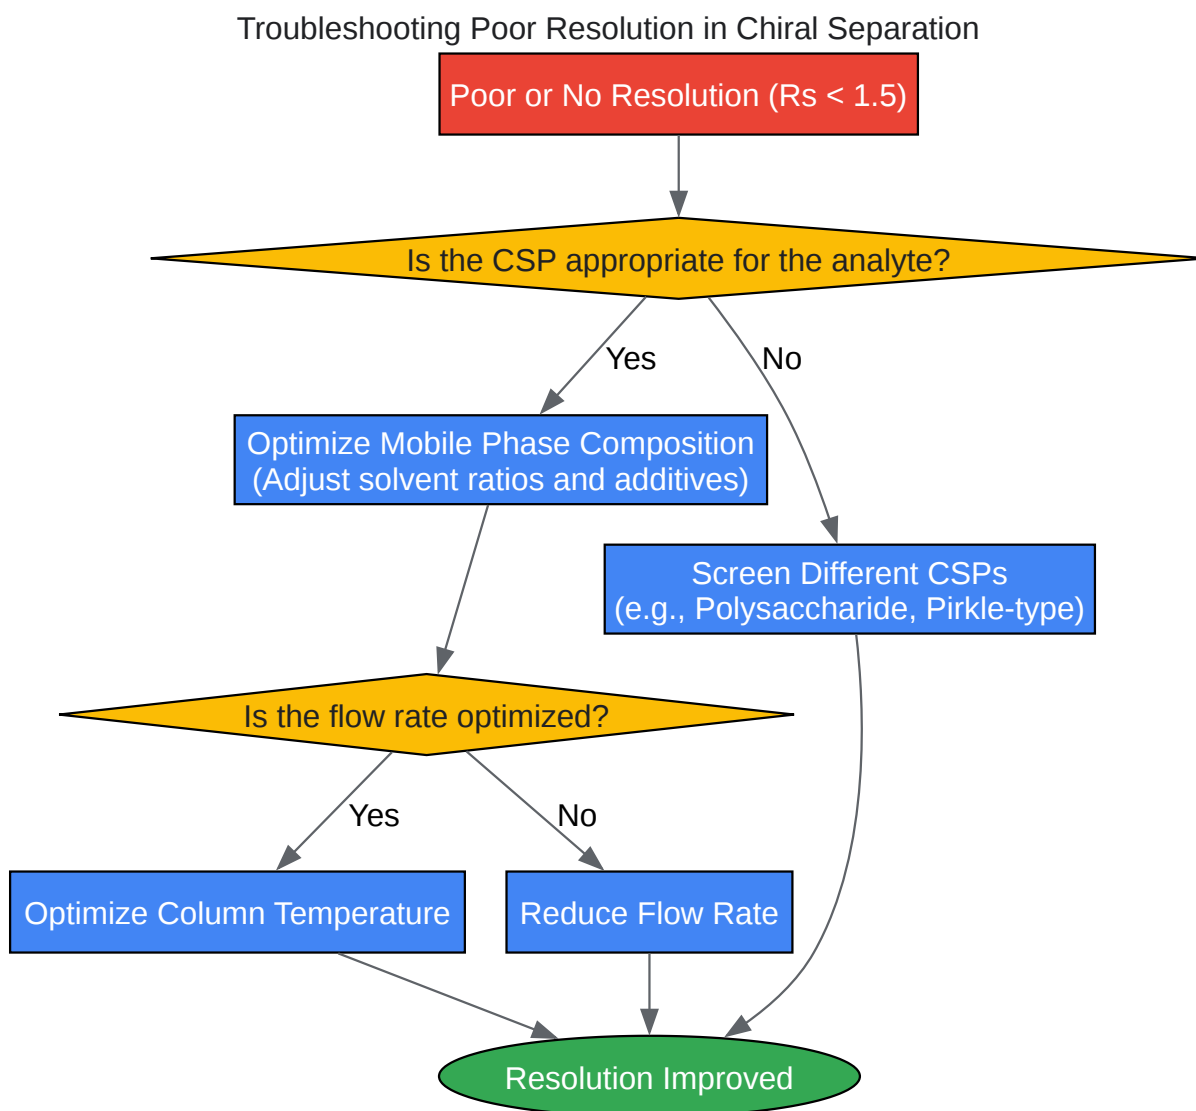 Troubleshooting Poor Resolution in Chiral Separation
Poor or No Resolution (Rs < 1.5)
Is the CSP appropriate for the analyte?
Yes
No
Optimize Mobile Phase Composition
(Adjust solvent ratios and additives)
Screen Different CSPs
(e.g., Polysaccharide, Pirkle-type)
Is the flow rate optimized?
Yes
No
Optimize Column Temperature
Reduce Flow Rate
Resolution Improved